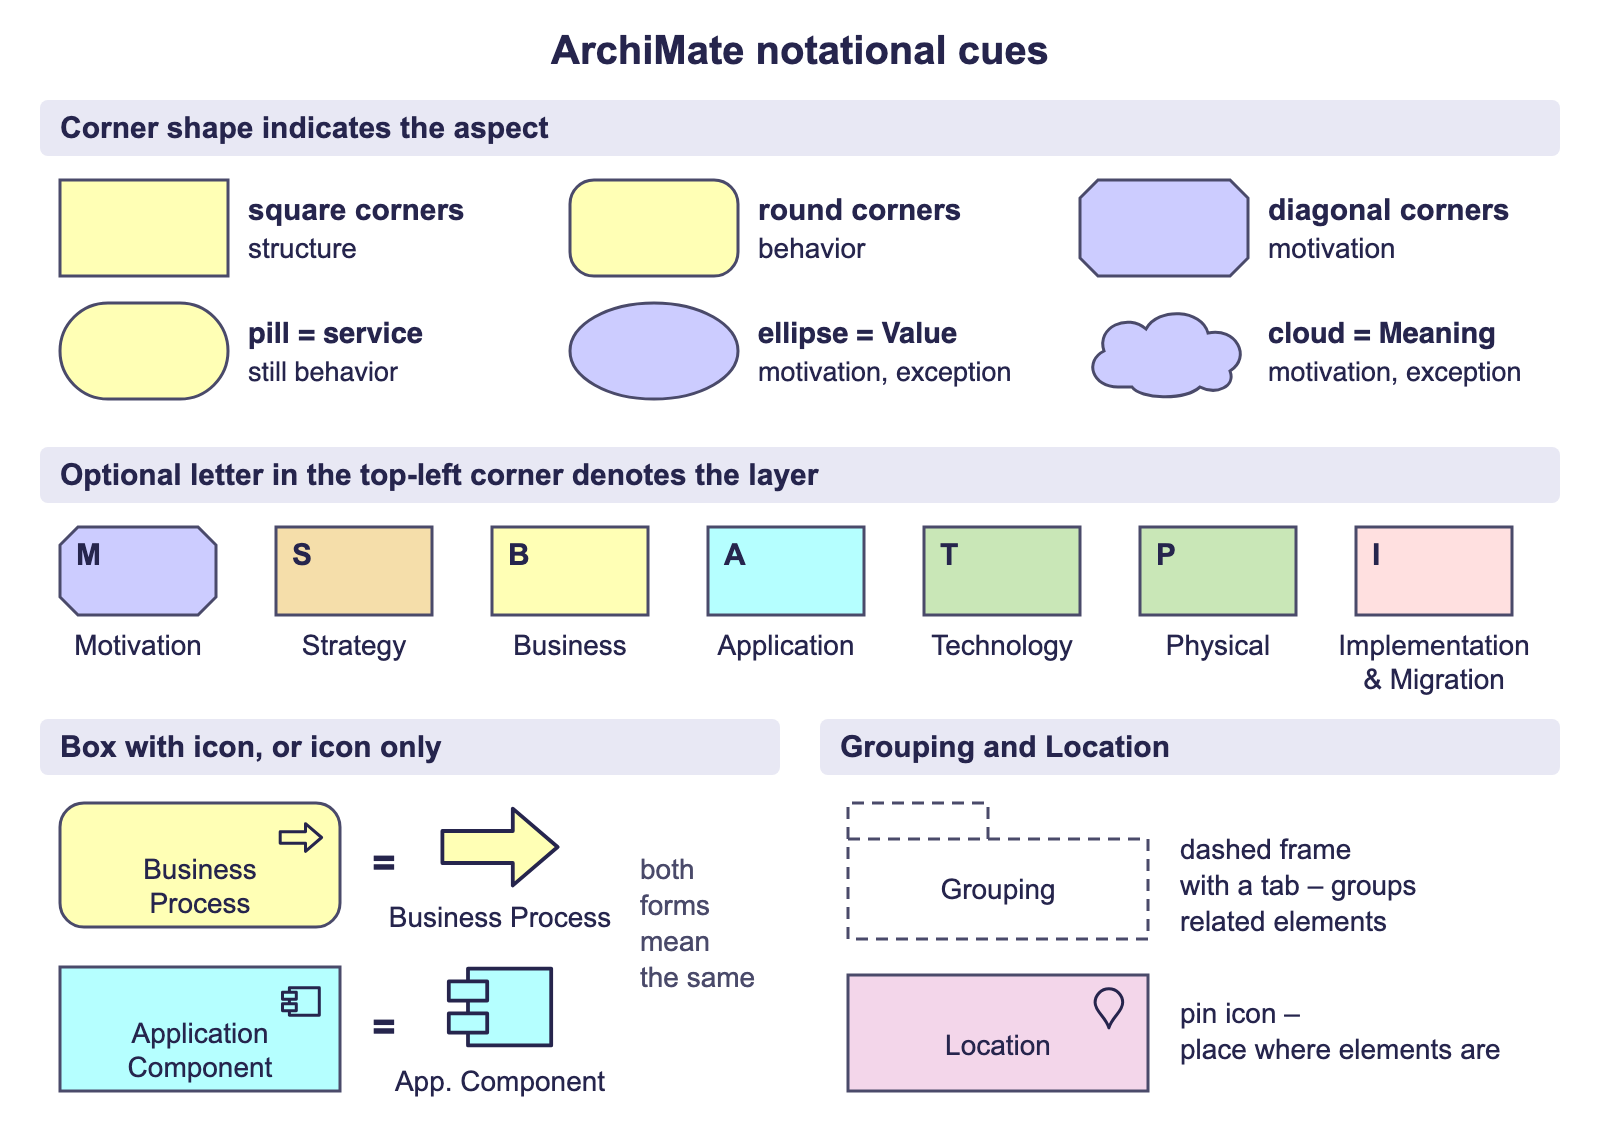 ArchiMate notational cues
Corner shape indicates the aspect
square corners
structure
round corners
behavior
diagonal corners
motivation
pill = service
still behavior
ellipse = Value
motivation, exception
cloud = Meaning
motivation, exception
Optional letter in the top-left corner denotes the layer
M
Motivation
S
Strategy
B
Business
A
Application
T
Technology
P
Physical
I
Implementation
& Migration
Box with icon, or icon only
Business
Process
=
Business Process
Application
Component
=
App. Component
both
forms
mean
the same
Grouping and Location
Grouping
dashed frame
with a tab – groups
related elements
Location
pin icon –
place where elements are